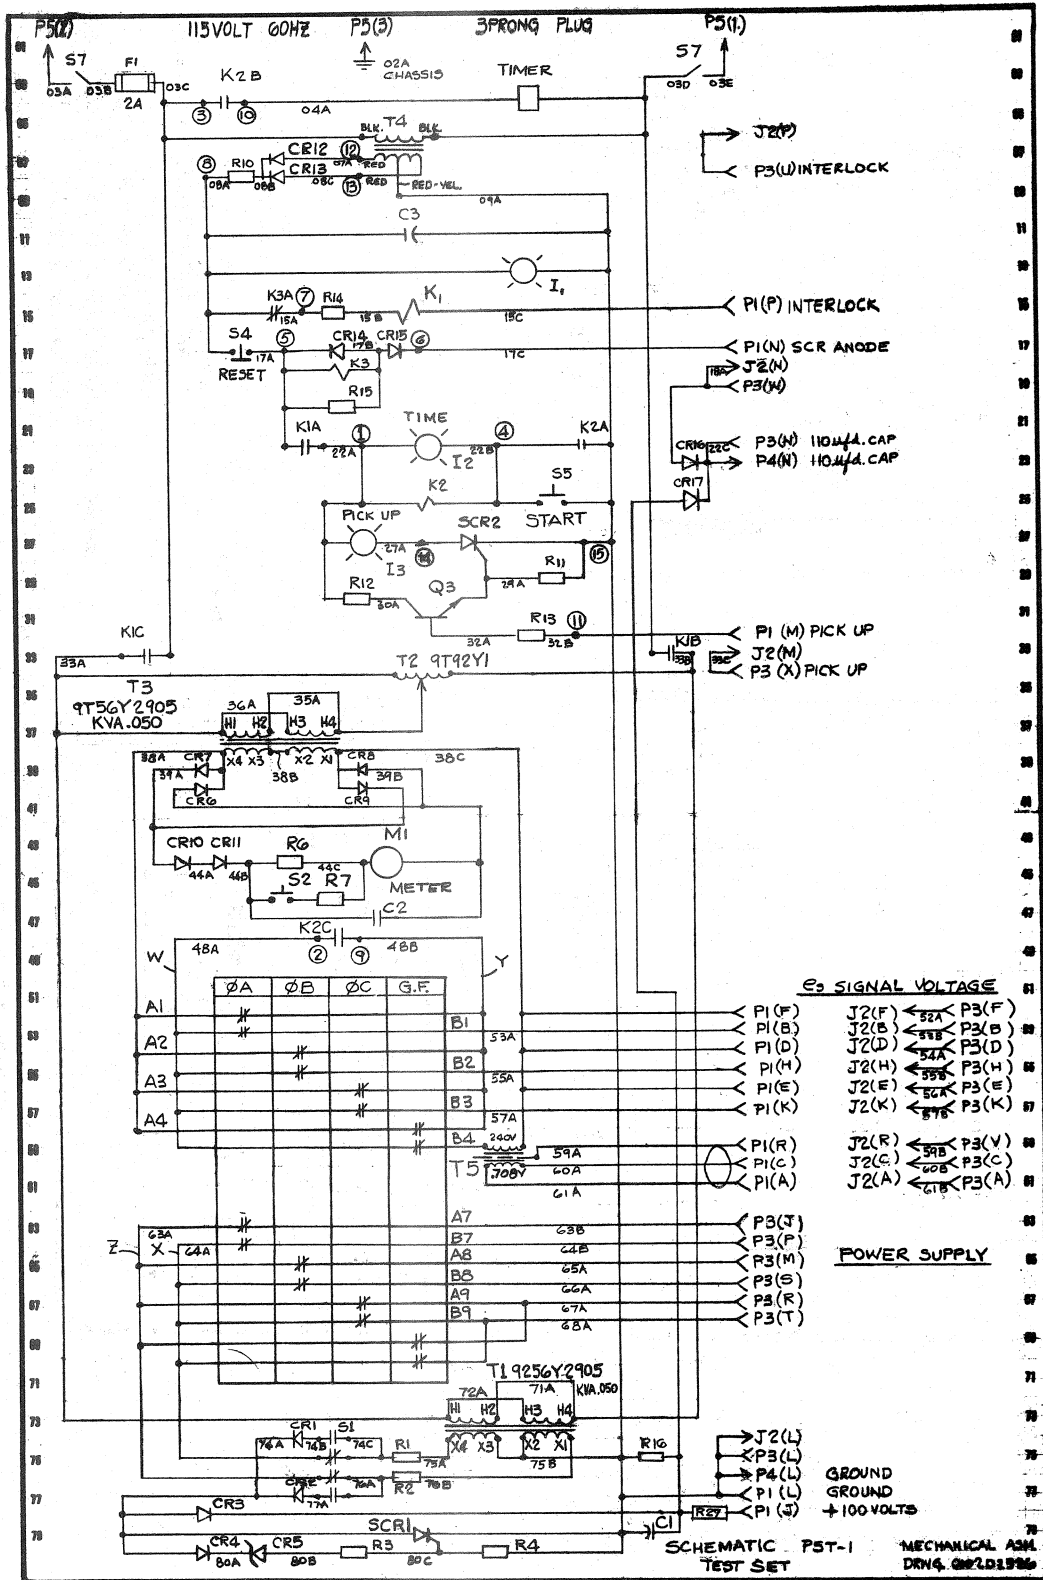 P5(2) 115VOLT 60HZ P5(3) 3PRONG PLUG P5(1.)
S7 F1 K2B 02A CHASSIS TIMER S7
03A 03B 2A 03C 3 10 04A 03D 03E
BLK. T4 BLK. J2(P)
8 R10 CR12 12 07A RED
08A 08B CR13 08C 13 RED RED-YEL. P3(U) INTERLOCK
09A
C3
I1
K3A 7 R14 K1 P1(P) INTERLOCK
15A 15B 15C
S4 5 CR14 CR15 6 P1(N) SCR ANODE
17A 17B 17C
RESET K3 18A J2(N)
P3(W)
R15
K1A 1 TIME 4 K2A P3(N) 110µfd. CAP
22A I2 22B CR16 22C P4(N) 110µfd. CAP
K2 S5 CR17
PICK UP SCR2 START
27A 14 15
I3 R11
R12 Q3 29A
30A R13 11
32A 32B P1 (M) PICK UP
K1C K1B J2(M)
33A T2 9T92Y1 33B 33C P3 (X) PICK UP
T3 35A
9T56Y2905 36A
KVA.050 H1 H2 H3 H4
38A CR7 X4 X3 38B X2 X1 CR8 38C
39A CR6 39B CR9
M1
CR10 CR11 R6
44A 44B 44C
S2 R7 METER
C2
K2C
W 48A 2 9 48B Y
ØA ØB ØC G.F. es SIGNAL VOLTAGE
A1 P1(F) J2(F) 52A P3(F)
B1 P1(B) J2(B) 53B P3(B)
A2 53A P1(D) J2(D) 54A P3(D)
B2 P1(H) J2(H) 55B P3(H)
A3 55A P1(E) J2(E) 56A P3(E)
B3 P1(K) J2(K) 57B P3(K)
A4 57A
B4 240V P1(R) J2(R) 59B P3(V)
59A
T5 .708V 60A P1(C) J2(C) 60B P3(C)
61A P1(A) J2(A) 61B P3(A)
A7 63B P3(J)
63A
Z X 64A B7 64B P3(P)
A8 65A P3(M) POWER SUPPLY
B8 66A P3(S)
A9 67A P3(R)
B9 68A P3(T)
T1 9256Y2905
72A 71A KVA.050
H1 H2 H3 H4
CR1 S1 J2(L)
74A 74B 74C R1 X4 X3 X2 X1 R16 P3(L)
75A 75B
76A R2 76B P4(L) GROUND
77A P1(L) GROUND
CR3 R27 P1(J) +100 VOLTS
SCR1 C1
CR4 CR5 R3 R4
80A 80B 80C
SCHEMATIC PST-1
TEST SET
MECHANICAL ASM.
DRWG.